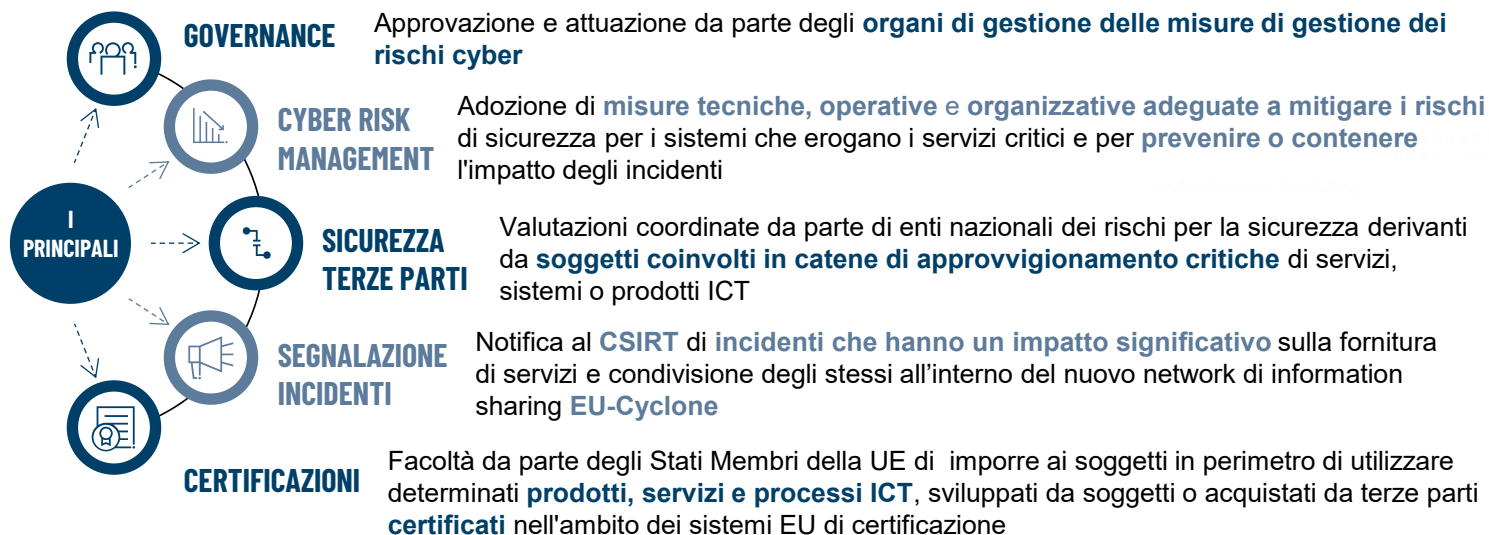 I
PRINCIPALI
GOVERNANCE
Approvazione e attuazione da parte degli organi di gestione delle misure di gestione dei
rischi cyber
CYBER RISK
MANAGEMENT
Adozione di misure tecniche, operative e organizzative adeguate a mitigare i rischi
di sicurezza per i sistemi che erogano i servizi critici e per prevenire o contenere
l'impatto degli incidenti
SICUREZZA
TERZE PARTI
Valutazioni coordinate da parte di enti nazionali dei rischi per la sicurezza derivanti
da soggetti coinvolti in catene di approvvigionamento critiche di servizi,
sistemi o prodotti ICT
SEGNALAZIONE
INCIDENTI
Notifica al CSIRT di incidenti che hanno un impatto significativo sulla fornitura
di servizi e condivisione degli stessi all’interno del nuovo network di information
sharing EU-Cyclone
CERTIFICAZIONI
Facoltà da parte degli Stati Membri della UE di imporre ai soggetti in perimetro di utilizzare
determinati prodotti, servizi e processi ICT, sviluppati da soggetti o acquistati da terze parti
certificati nell'ambito dei sistemi EU di certificazione